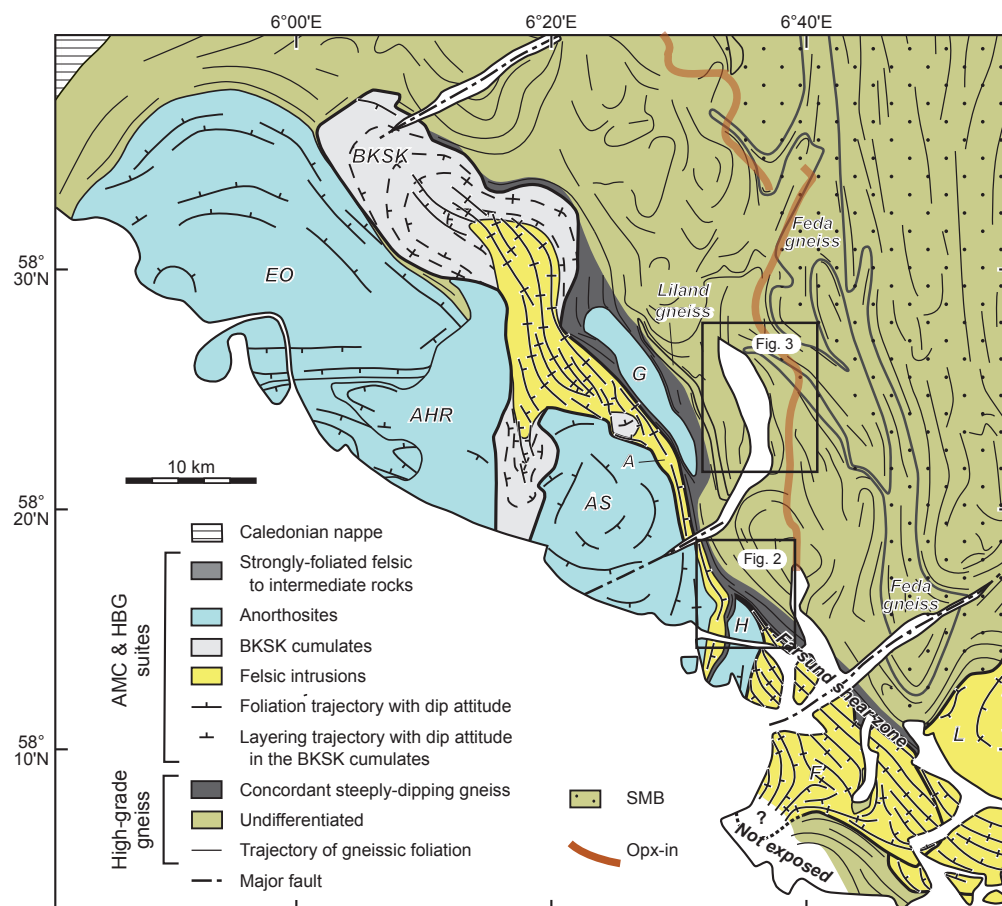 6°00'E
6°20'E
6°40'E
BKSK
58°
30'N
EO
Feda
gneiss
Liland
gneiss
Fig. 3
G
AHR
A
10 km
AS
58°
20'N
Fig. 2
H
Feda
gneiss
Farsund shear zone
L
F
58°
10'N
?
Not exposed
AMC & HBG
suites
Caledonian nappe
Strongly-foliated felsic
to intermediate rocks
Anorthosites
BKSK cumulates
Felsic intrusions
Foliation trajectory with dip attitude
Layering trajectory with dip attitude
in the BKSK cumulates
High-grade
gneiss
Concordant steeply-dipping gneiss
Undifferentiated
Trajectory of gneissic foliation
Major fault
SMB
Opx-in